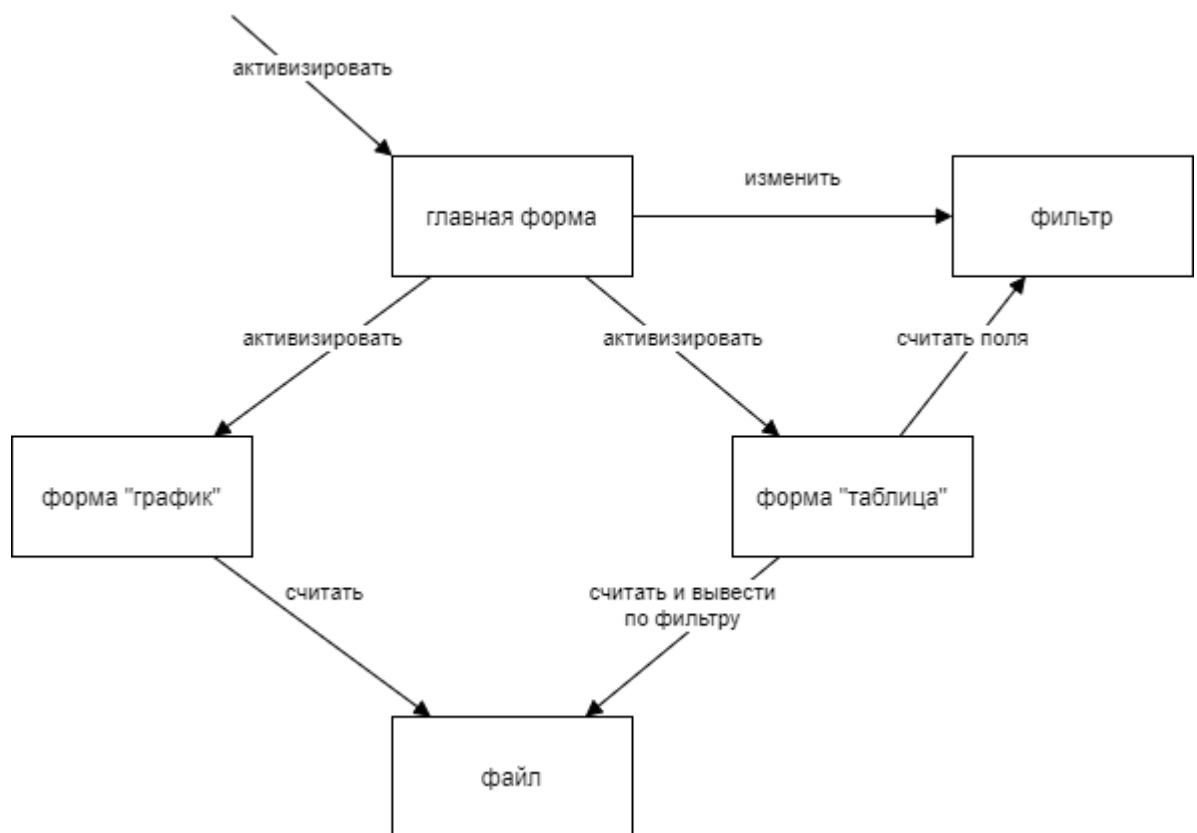 активизировать
изменить
главная форма
фильтр
активизировать
активизировать
считать поля
форма "график"
форма "таблица"
считать
считать и вывести
по фильтру
файл